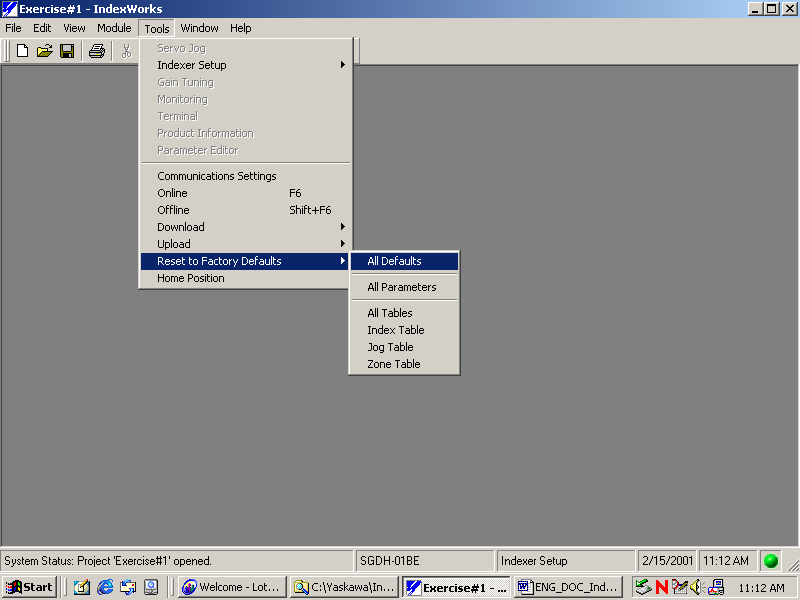 Exercise#1 - IndexWorks
File Edit View Module Tools Window Help
Servo Jog
Indexer Setup
Gain Tuning
Monitoring
Terminal
Product Information
Parameter Editor
Communications Settings
Online F6
Offline Shift+F6
Download
Upload
Reset to Factory Defaults
Home Position
All Defaults
All Parameters
All Tables
Index Table
Jog Table
Zone Table
System Status: Project 'Exercise#1' opened. SGDH-01BE Indexer Setup 2/15/2001 11:12 AM
Start Welcome - Lot... C:\Yaskawa\In... Exercise#1 - ... ENG_DOC_Ind... N 11:12 AM